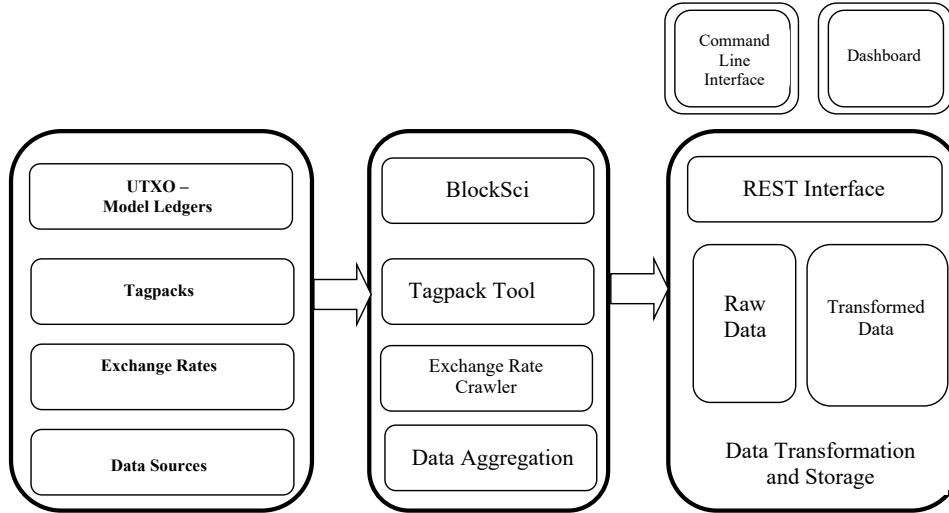 Command
Line
Interface
Dashboard
UTXO –
Model Ledgers
Tagpacks
Exchange Rates
Data Sources
BlockSci
Tagpack Tool
Exchange Rate
Crawler
Data Aggregation
REST Interface
Raw
Data
Transformed
Data
Data Transformation
and Storage